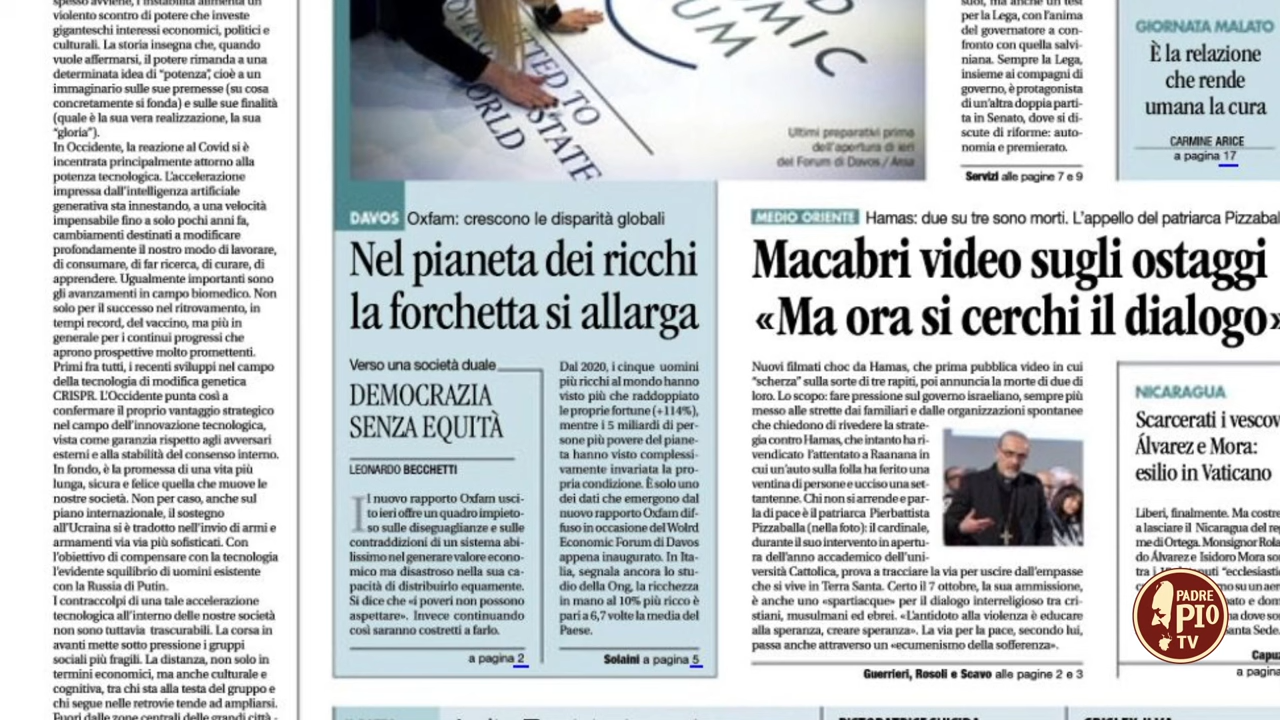 violento scontro di potere che investe
giganteschi interessi economici, politici e
culturali. La storia insegna che, quando
vuole affermarsi, il potere rimanda a una
determinata idea di “potenza”, cioè a un
immaginario sulle sue premesse (su cosa
concretamente si fonda) e sulle sue finalità
(quale è la sua vera realizzazione, la sua
“gloria”).
In Occidente, la reazione al Covid si è
incentrata principalmente attorno alla
potenza tecnologica. L’accelerazione
impressa dall’intelligenza artificiale
generativa sta innestando, a una velocità
impensabile fino a solo pochi anni fa,
cambiamenti destinati a modificare
profondamente il nostro modo di lavorare,
di consumare, di far ricerca, di curare, di
apprendere. Ugualmente importanti sono
gli avanzamenti in campo biomedico. Non
solo per il successo nel ritrovamento, in
tempi record, del vaccino, ma più in
generale per i continui progressi che
aprono prospettive molto promettenti.
Primi fra tutti, i recenti sviluppi nel campo
della tecnologia di modifica genetica
CRISPR. L’Occidente punta così a
confermare il proprio vantaggio strategico
nel campo dell’innovazione tecnologica,
vista come garanzia rispetto agli avversari
esterni e alla stabilità del consenso interno.
In fondo, è la promessa di una vita più
lunga, sicura e felice quella che muove le
nostre società. Non per caso, anche sul
piano internazionale, il sostegno
all’Ucraina si è tradotto nell’invio di armi e
armamenti via via più sofisticati. Con
l’obiettivo di compensare con la tecnologia
l’evidente squilibrio di uomini esistente
con la Russia di Putin.
I contraccolpi di una tale accelerazione
tecnologica all’interno delle nostre società
non sono tuttavia trascurabili. La corsa in
avanti mette sotto pressione i gruppi
sociali più fragili. La distanza, non solo in
termini economici, ma anche culturale e
cognitiva, tra chi sta alla testa del gruppo e
chi segue nelle retrovie tende ad ampliarsi.
Fuori dalle zone centrali delle grandi città -
MIC
UM
TO
STATE
WORLD
Ultimi preparativi prima
dell’apertura di ieri
del Forum di Davos / Ansa
DAVOS Oxfam: crescono le disparità globali
Nel pianeta dei ricchi
la forchetta si allarga
Verso una società duale
DEMOCRAZIA
SENZA EQUITÀ
LEONARDO BECCHETTI
Il nuovo rapporto Oxfam usci-
to ieri offre un quadro impieto-
so sulle diseguaglianze e sulle
contraddizioni di un sistema abi-
lissimo nel generare valore econo-
mico ma disastroso nella sua ca-
pacità di distribuirlo equamente.
Si dice che «i poveri non possono
aspettare». Invece continuando
così saranno costretti a farlo.
a pagina 2
Dal 2020, i cinque uomini
più ricchi al mondo hanno
visto più che raddoppiato
le proprie fortune (+114%),
mentre i 5 miliardi di per-
sone più povere del piane-
ta hanno visto complessi-
vamente invariata la pro-
pria condizione. È solo uno
dei dati che emergono dal
nuovo rapporto Oxfam dif-
fuso in occasione del Wolrd
Economic Forum di Davos
appena inaugurato. In Ita-
lia, segnala ancora lo stu-
dio della Ong, la ricchezza
in mano al 10% più ricco è
pari a 6,7 volte la media del
Paese.
Solaini a pagina 5
per la Lega, con l’anima
del governatore a con-
fronto con quella salvi-
niana. Sempre la Lega,
insieme ai compagni di
governo, è protagonista
di un’altra doppia parti-
ta in Senato, dove si di-
scute di riforme: auto-
nomia e premierato.
Servizi alle pagine 7 e 9
GIORNATA MALATO
È la relazione
che rende
umana la cura
CARMINE ARICE
a pagina 17
MEDIO ORIENTE Hamas: due su tre sono morti. L’appello del patriarca Pizzabal
Macabri video sugli ostaggi
«Ma ora si cerchi il dialogo»
Nuovi filmati choc da Hamas, che prima pubblica video in cui
“scherza” sulla sorte di tre rapiti, poi annuncia la morte di due di
loro. Lo scopo: fare pressione sul governo israeliano, sempre più
messo alle strette dai familiari e dalle organizzazioni spontanee
che chiedono di rivedere la strate-
gia contro Hamas, che intanto ha ri-
vendicato l’attentato a Raanana in
cui un’auto sulla folla ha ferito una
ventina di persone e ucciso una set-
tantenne. Chi non si arrende e par-
la di pace è il patriarca Pierbattista
Pizzaballa (nella foto): il cardinale,
durante il suo intervento in apertu-
ra dell’anno accademico dell’uni-
versità Cattolica, prova a tracciare la via per uscire dall’empasse
che si vive in Terra Santa. Certo il 7 ottobre, la sua ammissione,
è anche uno «spartiacque» per il dialogo interreligioso tra cri-
stiani, musulmani ed ebrei. «L’antidoto alla violenza è educare
alla speranza, creare speranza». La via per la pace, secondo lui,
passa anche attraverso un «ecumenismo della sofferenza».
Guerrieri, Rosoli e Scavo alle pagine 2 e 3
NICARAGUA
Scarcerati i vescov
Álvarez e Mora:
esilio in Vaticano
Liberi, finalmente. Ma costre
a lasciare il Nicaragua del re
me di Ortega. Monsignor Rola
do Álvarez e Isidoro Mora so
“ecclesiastic
Santa Sede
Capuz
a pagina
PADRE
PIO
TV